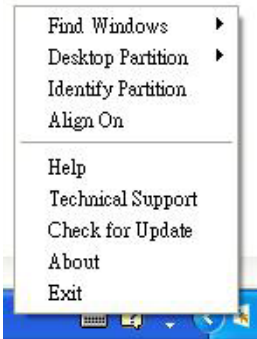 Find Windows
Desktop Partition
Identify Partition
Align On
Help
Technical Support
Check for Update
About
Exit